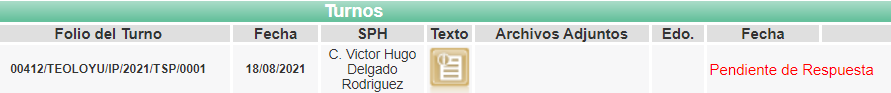 Turnos
Folio del Turno Fecha SPH Texto Archivos Adjuntos Edo. Fecha
00412/TEOLOYU/IP/2021/TSP/0001 18/08/2021 C. Victor Hugo
Delgado
Rodriguez
Pendiente de Respuesta